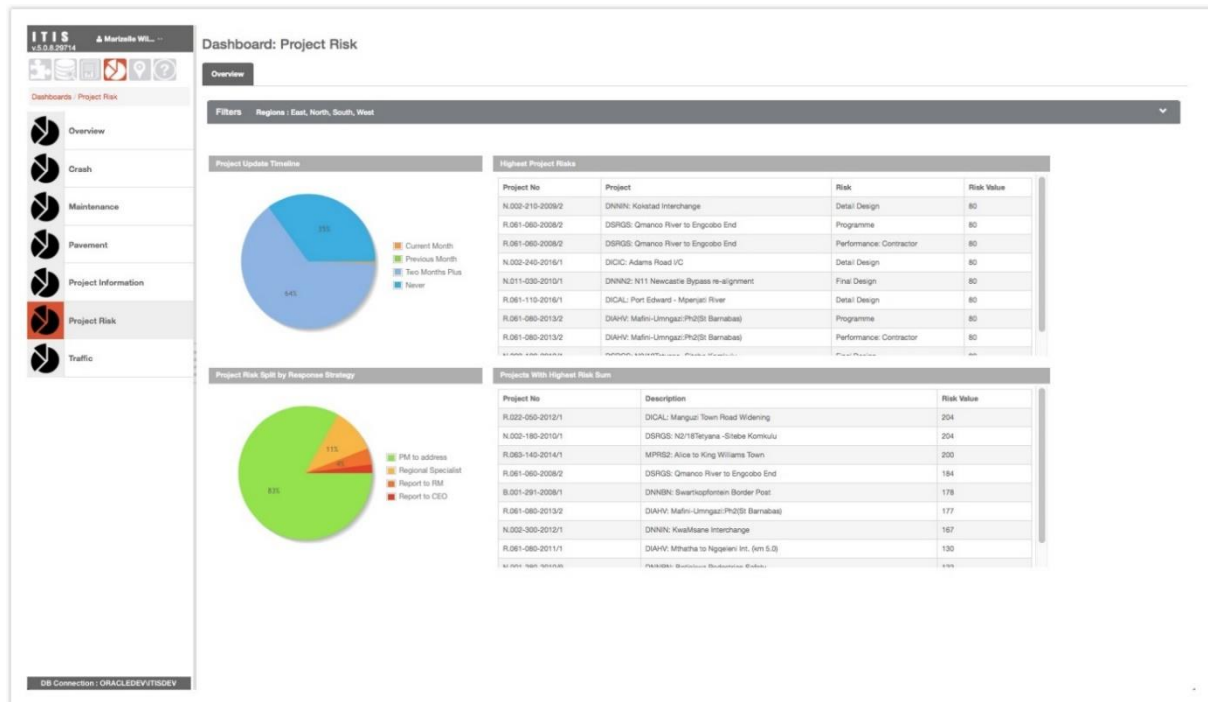 ITIS
Marizelle Wil... 
v.5.0.8.29714
Dashboards / Project Risk
Overview
Crash
Maintenance
Pavement
Project Information
Project Risk
Traffic
DB Connection : ORACLEDEV\ITISDEV
Dashboard: Project Risk
Overview
Filters Regions : East, North, South, West
Project Update Timeline
35%
64%
Current Month
Previous Month
Two Months Plus
Never
Highest Project Risks
Project No Project Risk Risk Value
N.002-210-2009/2 DNNIN: Kokstad Interchange Detail Design 80
R.061-060-2008/2 DSRGS: Qmanco River to Engcobo End Programme 80
R.061-060-2008/2 DSRGS: Qmanco River to Engcobo End Performance: Contractor 80
N.002-240-2016/1 DICIC: Adams Road I/C Detail Design 80
N.011-030-2010/1 DNNN2: N11 Newcastle Bypass re-alignment Final Design 80
R.061-110-2016/1 DICAL: Port Edward - Mpenjati River Detail Design 80
R.061-080-2013/2 DIAHV: Mafini-Umngazi:Ph2(St Barnabas) Programme 80
R.061-080-2013/2 DIAHV: Mafini-Umngazi:Ph2(St Barnabas) Performance: Contractor 80
Project Risk Split by Response Strategy
11%
4%
83%
PM to address
Regional Specialist
Report to RM
Report to CEO
Projects With Highest Risk Sum
Project No Description Risk Value
R.022-050-2012/1 DICAL: Manguzi Town Road Widening 204
N.002-180-2010/1 DSRGS: N2/18Tetyana -Sitebe Komkulu 204
R.063-140-2014/1 MPRS2: Alice to King Williams Town 200
R.061-060-2008/2 DSRGS: Qmanco River to Engcobo End 184
B.001-291-2008/1 DNNBN: Swartkopfontein Border Post 178
R.061-080-2013/2 DIAHV: Mafini-Umngazi:Ph2(St Barnabas) 177
N.002-300-2012/1 DNNIN: KwaMsane Interchange 167
R.061-080-2011/1 DIAHV: Mthatha to Ngqeleni Int. (km 5.0) 130